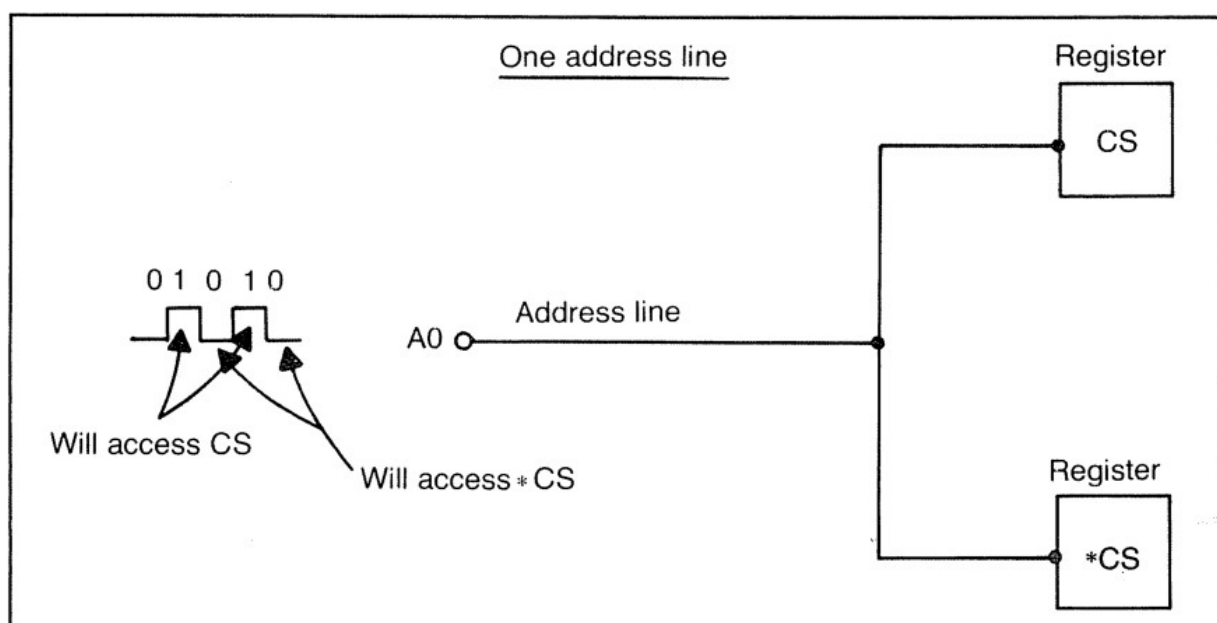 One address line
Register
CS
0 1 0 1 0
A0
Address line
Will access CS
Will access *CS
Register
*CS